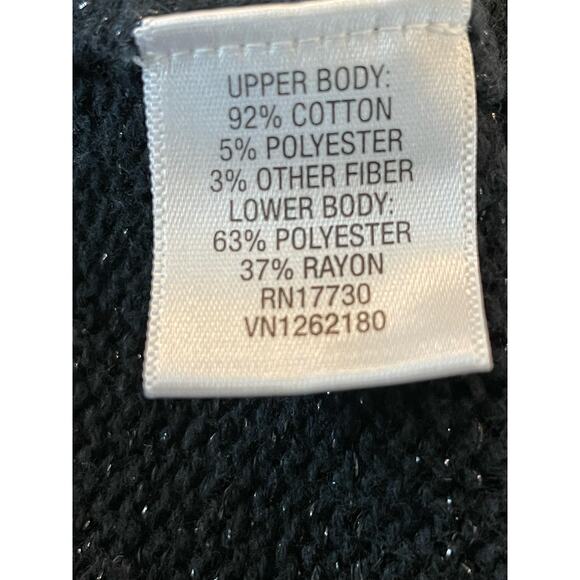 UPPER BODY:
92% COTTON
5% POLYESTER
3% OTHER FIBER
LOWER BODY:
63% POLYESTER
37% RAYON
RN17730
VN1262180